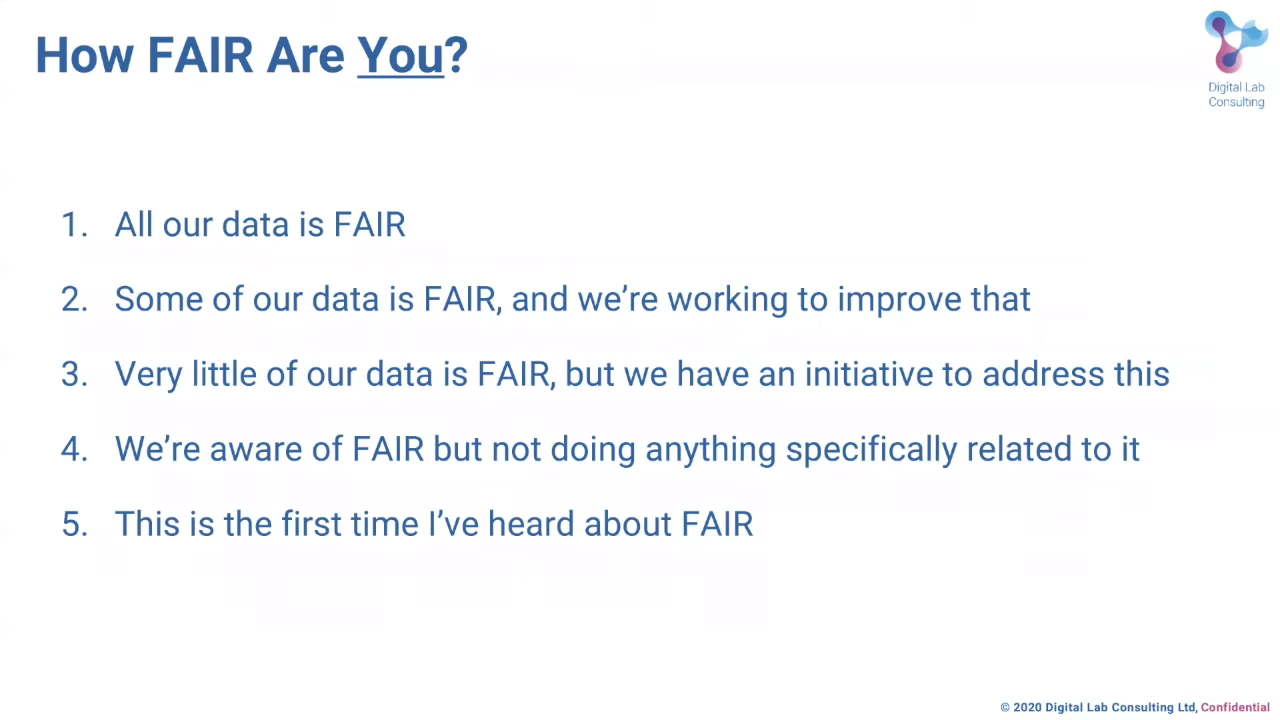 How FAIR Are You?
Digital Lab
Consulting
1. All our data is FAIR
2. Some of our data is FAIR, and we’re working to improve that
3. Very little of our data is FAIR, but we have an initiative to address this
4. We’re aware of FAIR but not doing anything specifically related to it
5. This is the first time I’ve heard about FAIR
© 2020 Digital Lab Consulting Ltd, Confidential